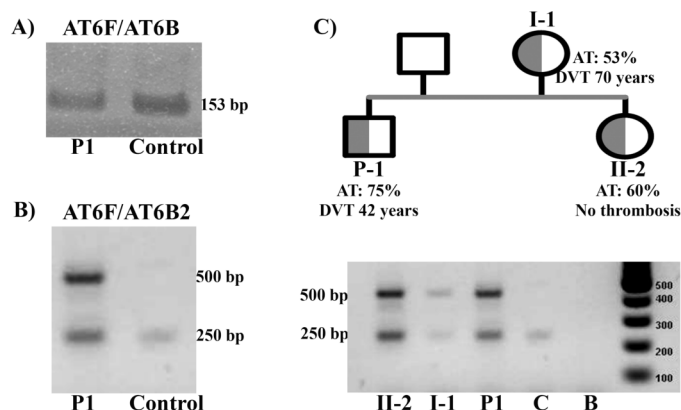 A)
AT6F/AT6B
153 bp
P1 Control
B)
AT6F/AT6B2
500 bp
250 bp
P1 Control
C)
I-1
AT: 53%
DVT 70 years
P-1
AT: 75%
DVT 42 years
II-2
AT: 60%
No thrombosis
500 bp
250 bp
500
400
300
200
100
II-2 I-1 P1 C B